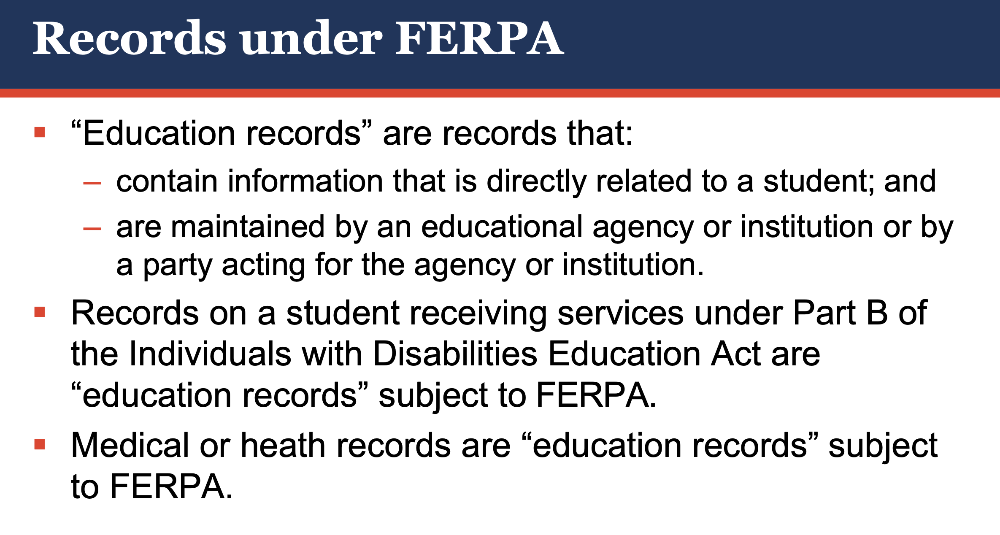 Records under FERPA
▪ “Education records” are records that:
– contain information that is directly related to a student; and
– are maintained by an educational agency or institution or by
a party acting for the agency or institution.
▪ Records on a student receiving services under Part B of
the Individuals with Disabilities Education Act are
“education records” subject to FERPA.
▪ Medical or heath records are “education records” subject
to FERPA.